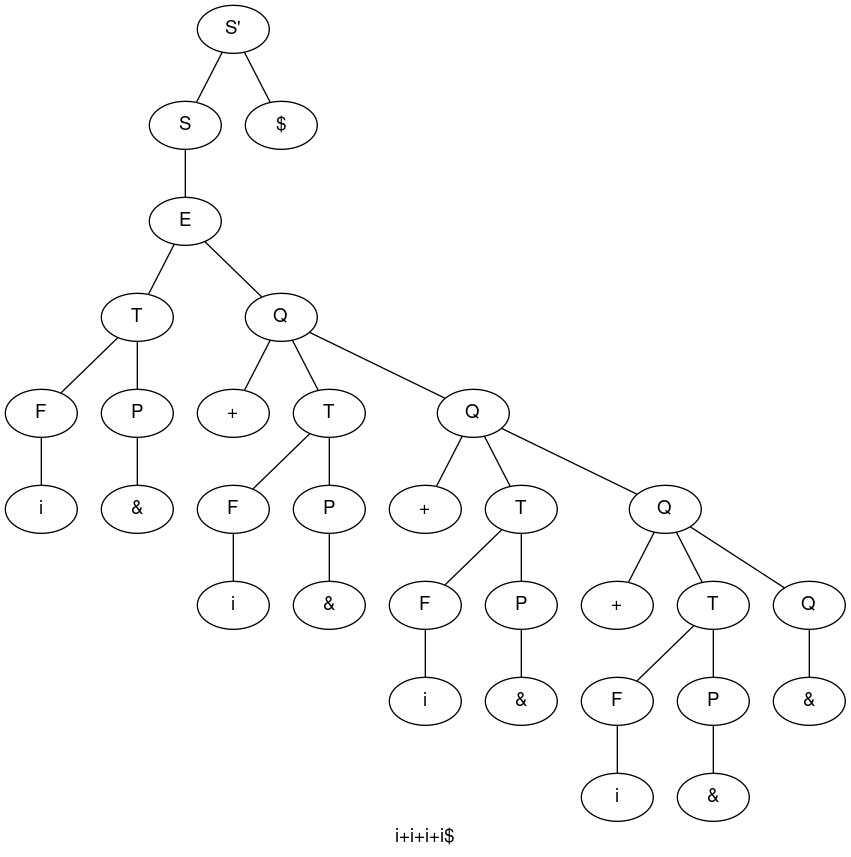 S'
S $
E
T Q
F P + T Q
i & F P + T Q
i & F P + T Q
i & F P &
i &
i+i+i+i$